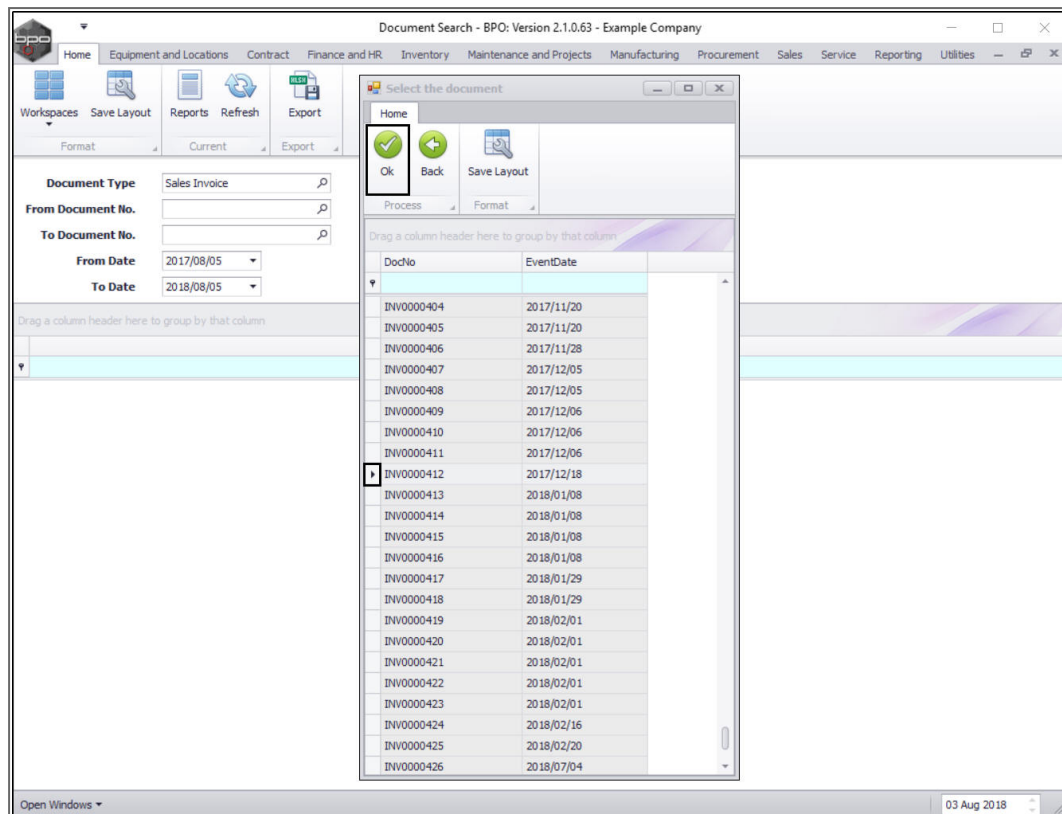 Document Search - BPO: Version 2.1.0.63 - Example Company
bpo
Home Equipment and Locations Contract Finance and HR Inventory Maintenance and Projects Manufacturing Procurement Sales Service Reporting Utilities
Workspaces Save Layout Reports Refresh Export
Format Current Export
Document Type Sales Invoice
From Document No.
To Document No.
From Date 2017/08/05
To Date 2018/08/05
Drag a column header here to group by that column
Select the document
Home
Ok Back Save Layout
Process Format
Drag a column header here to group by that column
DocNo EventDate
INV0000404 2017/11/20
INV0000405 2017/11/20
INV0000406 2017/11/28
INV0000407 2017/12/05
INV0000408 2017/12/05
INV0000409 2017/12/06
INV0000410 2017/12/06
INV0000411 2017/12/06
INV0000412 2017/12/18
INV0000413 2018/01/08
INV0000414 2018/01/08
INV0000415 2018/01/08
INV0000416 2018/01/08
INV0000417 2018/01/29
INV0000418 2018/01/29
INV0000419 2018/02/01
INV0000420 2018/02/01
INV0000421 2018/02/01
INV0000422 2018/02/01
INV0000423 2018/02/01
INV0000424 2018/02/16
INV0000425 2018/02/20
INV0000426 2018/07/04
Open Windows 03 Aug 2018